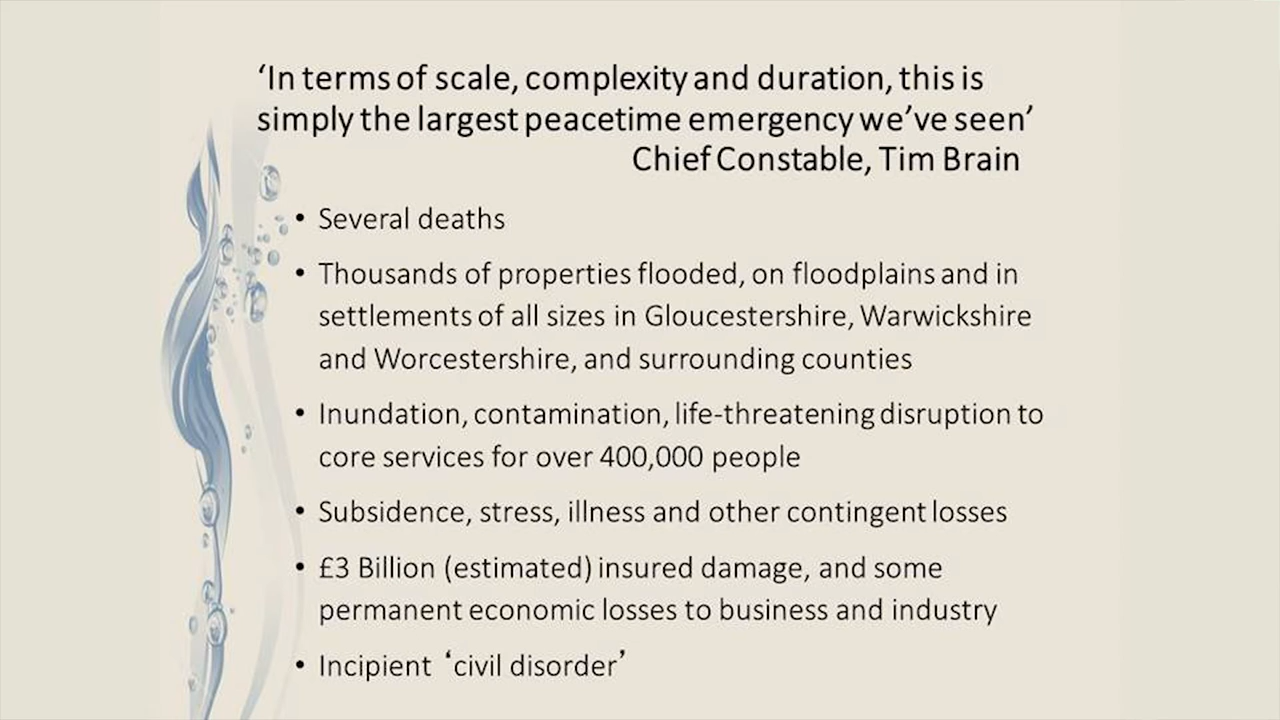 ‘In terms of scale, complexity and duration, this is
simply the largest peacetime emergency we’ve seen’
Chief Constable, Tim Brain
• Several deaths
• Thousands of properties flooded, on floodplains and in
settlements of all sizes in Gloucestershire, Warwickshire
and Worcestershire, and surrounding counties
• Inundation, contamination, life-threatening disruption to
core services for over 400,000 people
• Subsidence, stress, illness and other contingent losses
• £3 Billion (estimated) insured damage, and some
permanent economic losses to business and industry
• Incipient ‘civil disorder’